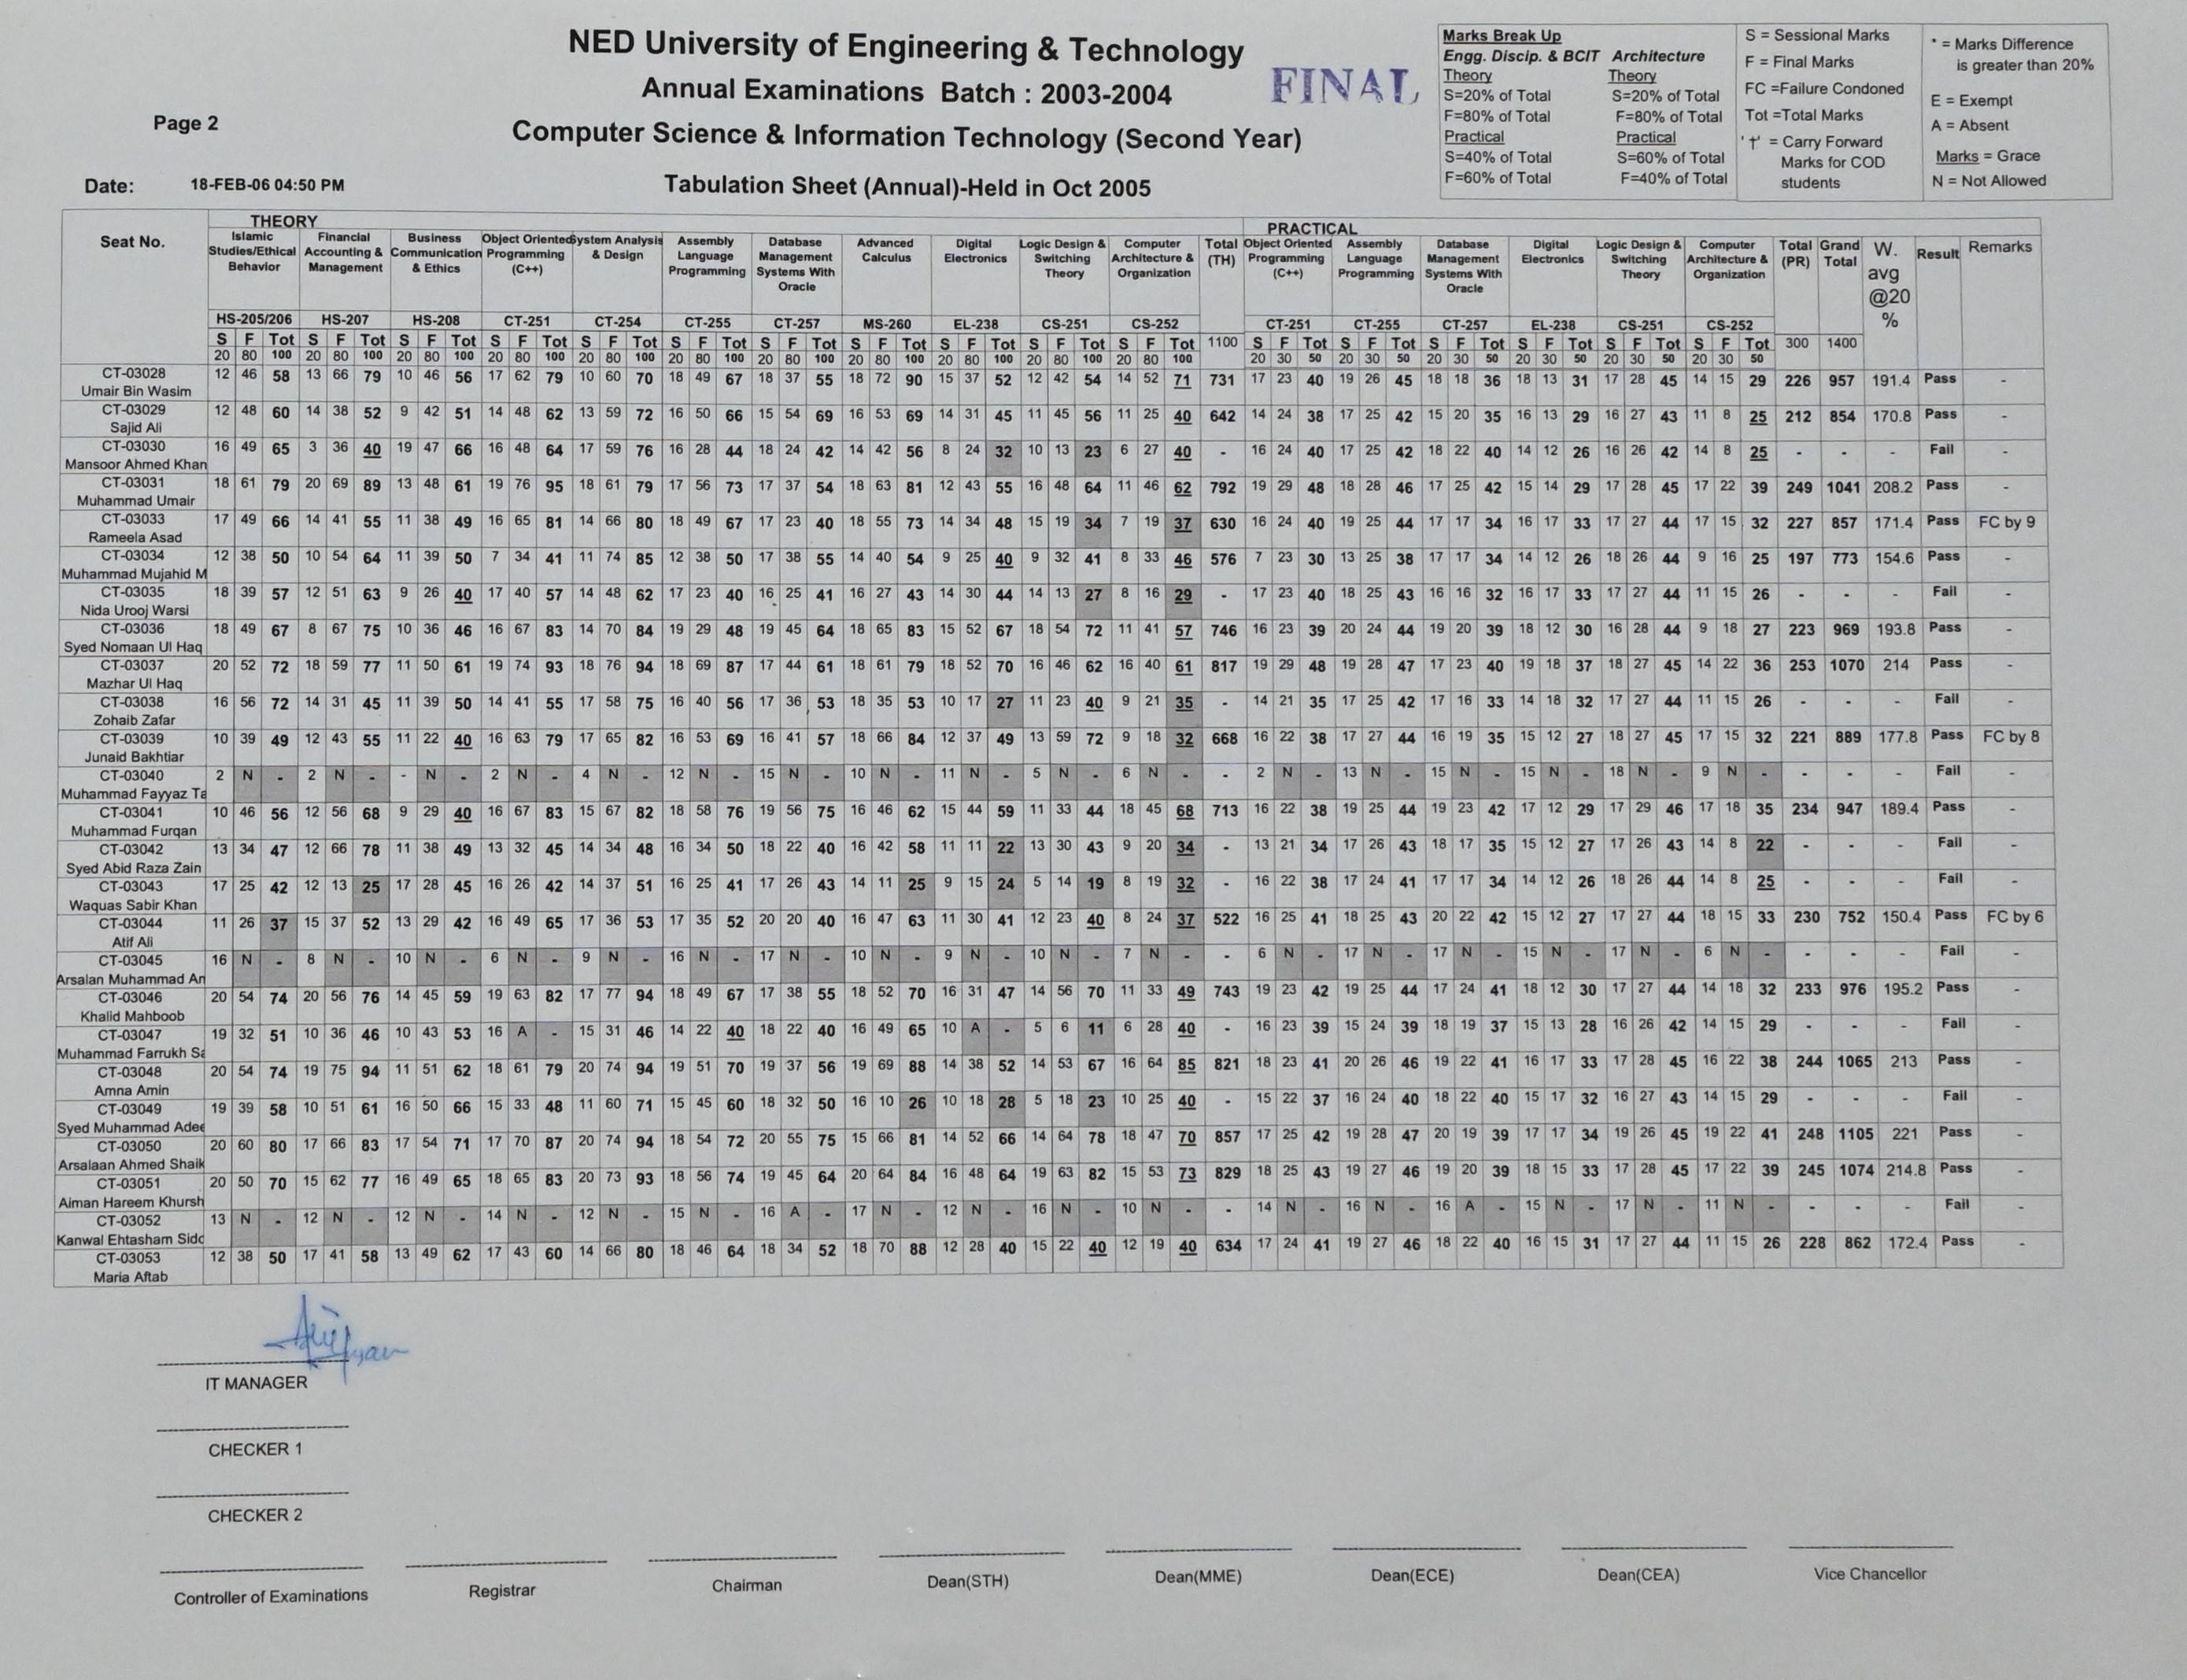 NED University of Engineering & Technology
Annual Examinations Batch : 2003-2004
FINAL
Page 2
Computer Science & Information Technology (Second Year)
Date: 18-FEB-06 04:50 PM
Tabulation Sheet (Annual)-Held in Oct 2005
Marks Break Up
Engg. Discip. & BCIT Architecture
Theory Theory
S=20% of Total S=20% of Total
F=80% of Total F=80% of Total
Practical Practical
S=40% of Total S=60% of Total
F=60% of Total F=40% of Total
S = Sessional Marks
F = Final Marks
FC =Failure Condoned
Tot =Total Marks
'†' = Carry Forward
Marks for COD
students
* = Marks Difference
is greater than 20%
E = Exempt
A = Absent
Marks = Grace
N = Not Allowed
THEORY PRACTICAL
Seat No. Islamic Studies/Ethical Behavior Financial Accounting & Management Business Communication & Ethics Object Oriented Programming (C++) System Analysis & Design Assembly Language Programming Database Management Systems With Oracle Advanced Calculus Digital Electronics Logic Design & Switching Theory Computer Architecture & Organization Total (TH) Object Oriented Programming (C++) Assembly Language Programming Database Management Systems With Oracle Digital Electronics Logic Design & Switching Theory Computer Architecture & Organization Total (PR) Grand Total W. avg @20 % Result Remarks
HS-205/206 HS-207 HS-208 CT-251 CT-254 CT-255 CT-257 MS-260 EL-238 CS-251 CS-252 CT-251 CT-255 CT-257 EL-238 CS-251 CS-252
S F Tot S F Tot S F Tot S F Tot S F Tot S F Tot S F Tot S F Tot S F Tot S F Tot S F Tot 1100 S F Tot S F Tot S F Tot S F Tot S F Tot S F Tot 300 1400
20 80 100 20 80 100 20 80 100 20 80 100 20 80 100 20 80 100 20 80 100 20 80 100 20 80 100 20 80 100 20 80 100 20 30 50 20 30 50 20 30 50 20 30 50 20 30 50 20 30 50
CT-03028 12 46 58 13 66 79 10 46 56 17 62 79 10 60 70 18 49 67 18 37 55 18 72 90 15 37 52 12 42 54 14 52 71 731 17 23 40 19 26 45 18 18 36 18 13 31 17 28 45 14 15 29 226 957 191.4 Pass -
Umair Bin Wasim
CT-03029 12 48 60 14 38 52 9 42 51 14 48 62 13 59 72 16 50 66 15 54 69 16 53 69 14 31 45 11 45 56 11 25 40 642 14 24 38 17 25 42 15 20 35 16 13 29 16 27 43 11 8 25 212 854 170.8 Pass -
Sajid Ali
CT-03030 16 49 65 3 36 40 19 47 66 16 48 64 17 59 76 16 28 44 18 24 42 14 42 56 8 24 32 10 13 23 6 27 40 - 16 24 40 17 25 42 18 22 40 14 12 26 16 26 42 14 8 25 - - - Fail -
Mansoor Ahmed Khan
CT-03031 18 61 79 20 69 89 13 48 61 19 76 95 18 61 79 17 56 73 17 37 54 18 63 81 12 43 55 16 48 64 11 46 62 792 19 29 48 18 28 46 17 25 42 15 14 29 17 28 45 17 22 39 249 1041 208.2 Pass -
Muhammad Umair
CT-03033 17 49 66 14 41 55 11 38 49 16 65 81 14 66 80 18 49 67 17 23 40 18 55 73 14 34 48 15 19 34 7 19 37 630 16 24 40 19 25 44 17 17 34 16 17 33 17 27 44 17 15 32 227 857 171.4 Pass FC by 9
Rameela Asad
CT-03034 12 38 50 10 54 64 11 39 50 7 34 41 11 74 85 12 38 50 17 38 55 14 40 54 9 25 40 9 32 41 8 33 46 576 7 23 30 13 25 38 17 17 34 14 12 26 18 26 44 9 16 25 197 773 154.6 Pass -
Muhammad Mujahid M
CT-03035 18 39 57 12 51 63 9 26 40 17 40 57 14 48 62 17 23 40 16 25 41 16 27 43 14 30 44 14 13 27 8 16 29 - 17 23 40 18 25 43 16 16 32 16 17 33 17 27 44 11 15 26 - - - Fail -
Nida Urooj Warsi
CT-03036 18 49 67 8 67 75 10 36 46 16 67 83 14 70 84 19 29 48 19 45 64 18 65 83 15 52 67 18 54 72 11 41 57 746 16 23 39 20 24 44 19 20 39 18 12 30 16 28 44 9 18 27 223 969 193.8 Pass -
Syed Nomaan Ul Haq
CT-03037 20 52 72 18 59 77 11 50 61 19 74 93 18 76 94 18 69 87 17 44 61 18 61 79 18 52 70 16 46 62 16 40 61 817 19 29 48 19 28 47 17 23 40 19 18 37 18 27 45 14 22 36 253 1070 214 Pass -
Mazhar Ul Haq
CT-03038 16 56 72 14 31 45 11 39 50 14 41 55 17 58 75 16 40 56 17 36 53 18 35 53 10 17 27 11 23 40 9 21 35 - 14 21 35 17 25 42 17 16 33 14 18 32 17 27 44 11 15 26 - - - Fail -
Zohaib Zafar
CT-03039 10 39 49 12 43 55 11 22 40 16 63 79 17 65 82 16 53 69 16 41 57 18 66 84 12 37 49 13 59 72 9 18 32 668 16 22 38 17 27 44 16 19 35 15 12 27 18 27 45 17 15 32 221 889 177.8 Pass FC by 8
Junaid Bakhtiar
CT-03040 2 N - 2 N - - N - 2 N - 4 N - 12 N - 15 N - 10 N - 11 N - 5 N - 6 N - - 2 N - 13 N - 15 N - 15 N - 18 N - 9 N - - - - Fail -
Muhammad Fayyaz Ta
CT-03041 10 46 56 12 56 68 9 29 40 16 67 83 15 67 82 18 58 76 19 56 75 16 46 62 15 44 59 11 33 44 18 45 68 713 16 22 38 19 25 44 19 23 42 17 12 29 17 29 46 17 18 35 234 947 189.4 Pass -
Muhammad Furqan
CT-03042 13 34 47 12 66 78 11 38 49 13 32 45 14 34 48 16 34 50 18 22 40 16 42 58 11 11 22 13 30 43 9 20 34 - 13 21 34 17 26 43 18 17 35 15 12 27 17 26 43 14 8 22 - - - Fail -
Syed Abid Raza Zain
CT-03043 17 25 42 12 13 25 17 28 45 16 26 42 14 37 51 16 25 41 17 26 43 14 11 25 9 15 24 5 14 19 8 19 32 - 16 22 38 17 24 41 17 17 34 14 12 26 18 26 44 14 8 25 - - - Fail -
Waquas Sabir Khan
CT-03044 11 26 37 15 37 52 13 29 42 16 49 65 17 36 53 17 35 52 20 20 40 16 47 63 11 30 41 12 23 40 8 24 37 522 16 25 41 18 25 43 20 22 42 15 12 27 17 27 44 18 15 33 230 752 150.4 Pass FC by 6
Atif Ali
CT-03045 16 N - 8 N - 10 N - 6 N - 9 N - 16 N - 17 N - 10 N - 9 N - 10 N - 7 N - - 6 N - 17 N - 17 N - 15 N - 17 N - 6 N - - - - Fail -
Arsalan Muhammad An
CT-03046 20 54 74 20 56 76 14 45 59 19 63 82 17 77 94 18 49 67 17 38 55 18 52 70 16 31 47 14 56 70 11 33 49 743 19 23 42 19 25 44 17 24 41 18 12 30 17 27 44 14 18 32 233 976 195.2 Pass -
Khalid Mahboob
CT-03047 19 32 51 10 36 46 10 43 53 16 A - 15 31 46 14 22 40 18 22 40 16 49 65 10 A - 5 6 11 6 28 40 - 16 23 39 15 24 39 18 19 37 15 13 28 16 26 42 14 15 29 - - - Fail -
Muhammad Farrukh Sa
CT-03048 20 54 74 19 75 94 11 51 62 18 61 79 20 74 94 19 51 70 19 37 56 19 69 88 14 38 52 14 53 67 16 64 85 821 18 23 41 20 26 46 19 22 41 16 17 33 17 28 45 16 22 38 244 1065 213 Pass -
Amna Amin
CT-03049 19 39 58 10 51 61 16 50 66 15 33 48 11 60 71 15 45 60 18 32 50 16 10 26 10 18 28 5 18 23 10 25 40 - 15 22 37 16 24 40 18 22 40 15 17 32 16 27 43 14 15 29 - - - Fail -
Syed Muhammad Adee
CT-03050 20 60 80 17 66 83 17 54 71 17 70 87 20 74 94 18 54 72 20 55 75 15 66 81 14 52 66 14 64 78 18 47 70 857 17 25 42 19 28 47 20 19 39 17 17 34 19 26 45 19 22 41 248 1105 221 Pass -
Arsalaan Ahmed Shaik
CT-03051 20 50 70 15 62 77 16 49 65 18 65 83 20 73 93 18 56 74 19 45 64 20 64 84 16 48 64 19 63 82 15 53 73 829 18 25 43 19 27 46 19 20 39 18 15 33 17 28 45 17 22 39 245 1074 214.8 Pass -
Aiman Hareem Khursh
CT-03052 13 N - 12 N - 12 N - 14 N - 12 N - 15 N - 16 A - 17 N - 12 N - 16 N - 10 N - - 14 N - 16 N - 16 A - 15 N - 17 N - 11 N - - - - Fail -
Kanwal Ehtasham Sidd
CT-03053 12 38 50 17 41 58 13 49 62 17 43 60 14 66 80 18 46 64 18 34 52 18 70 88 12 28 40 15 22 40 12 19 40 634 17 24 41 19 27 46 18 22 40 16 15 31 17 27 44 11 15 26 228 862 172.4 Pass -
Maria Aftab
IT MANAGER
CHECKER 1
CHECKER 2
Controller of Examinations Registrar Chairman Dean(STH) Dean(MME) Dean(ECE) Dean(CEA) Vice Chancellor